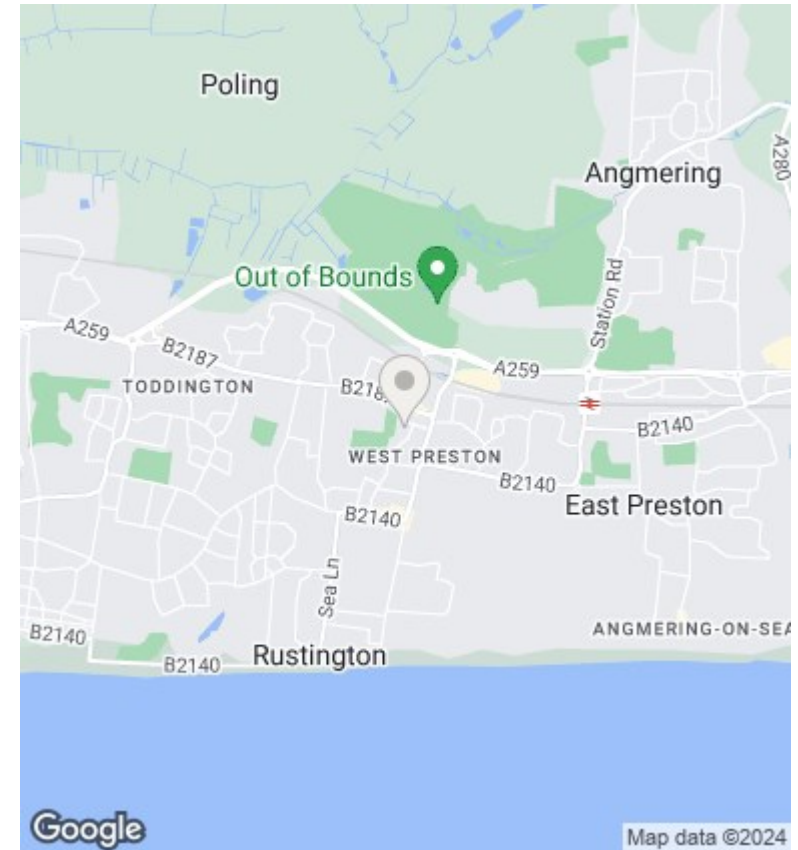 Poling
Angmering
A280
Out of Bounds
Station Rd
A259
B2187
A259
TODDINGTON
B2187
B2140
WEST PRESTON
B2140
East Preston
B2140
Sea Ln
ANGMERING-ON-SEA
B2140
B2140
Rustington
Google
Map data ©2024